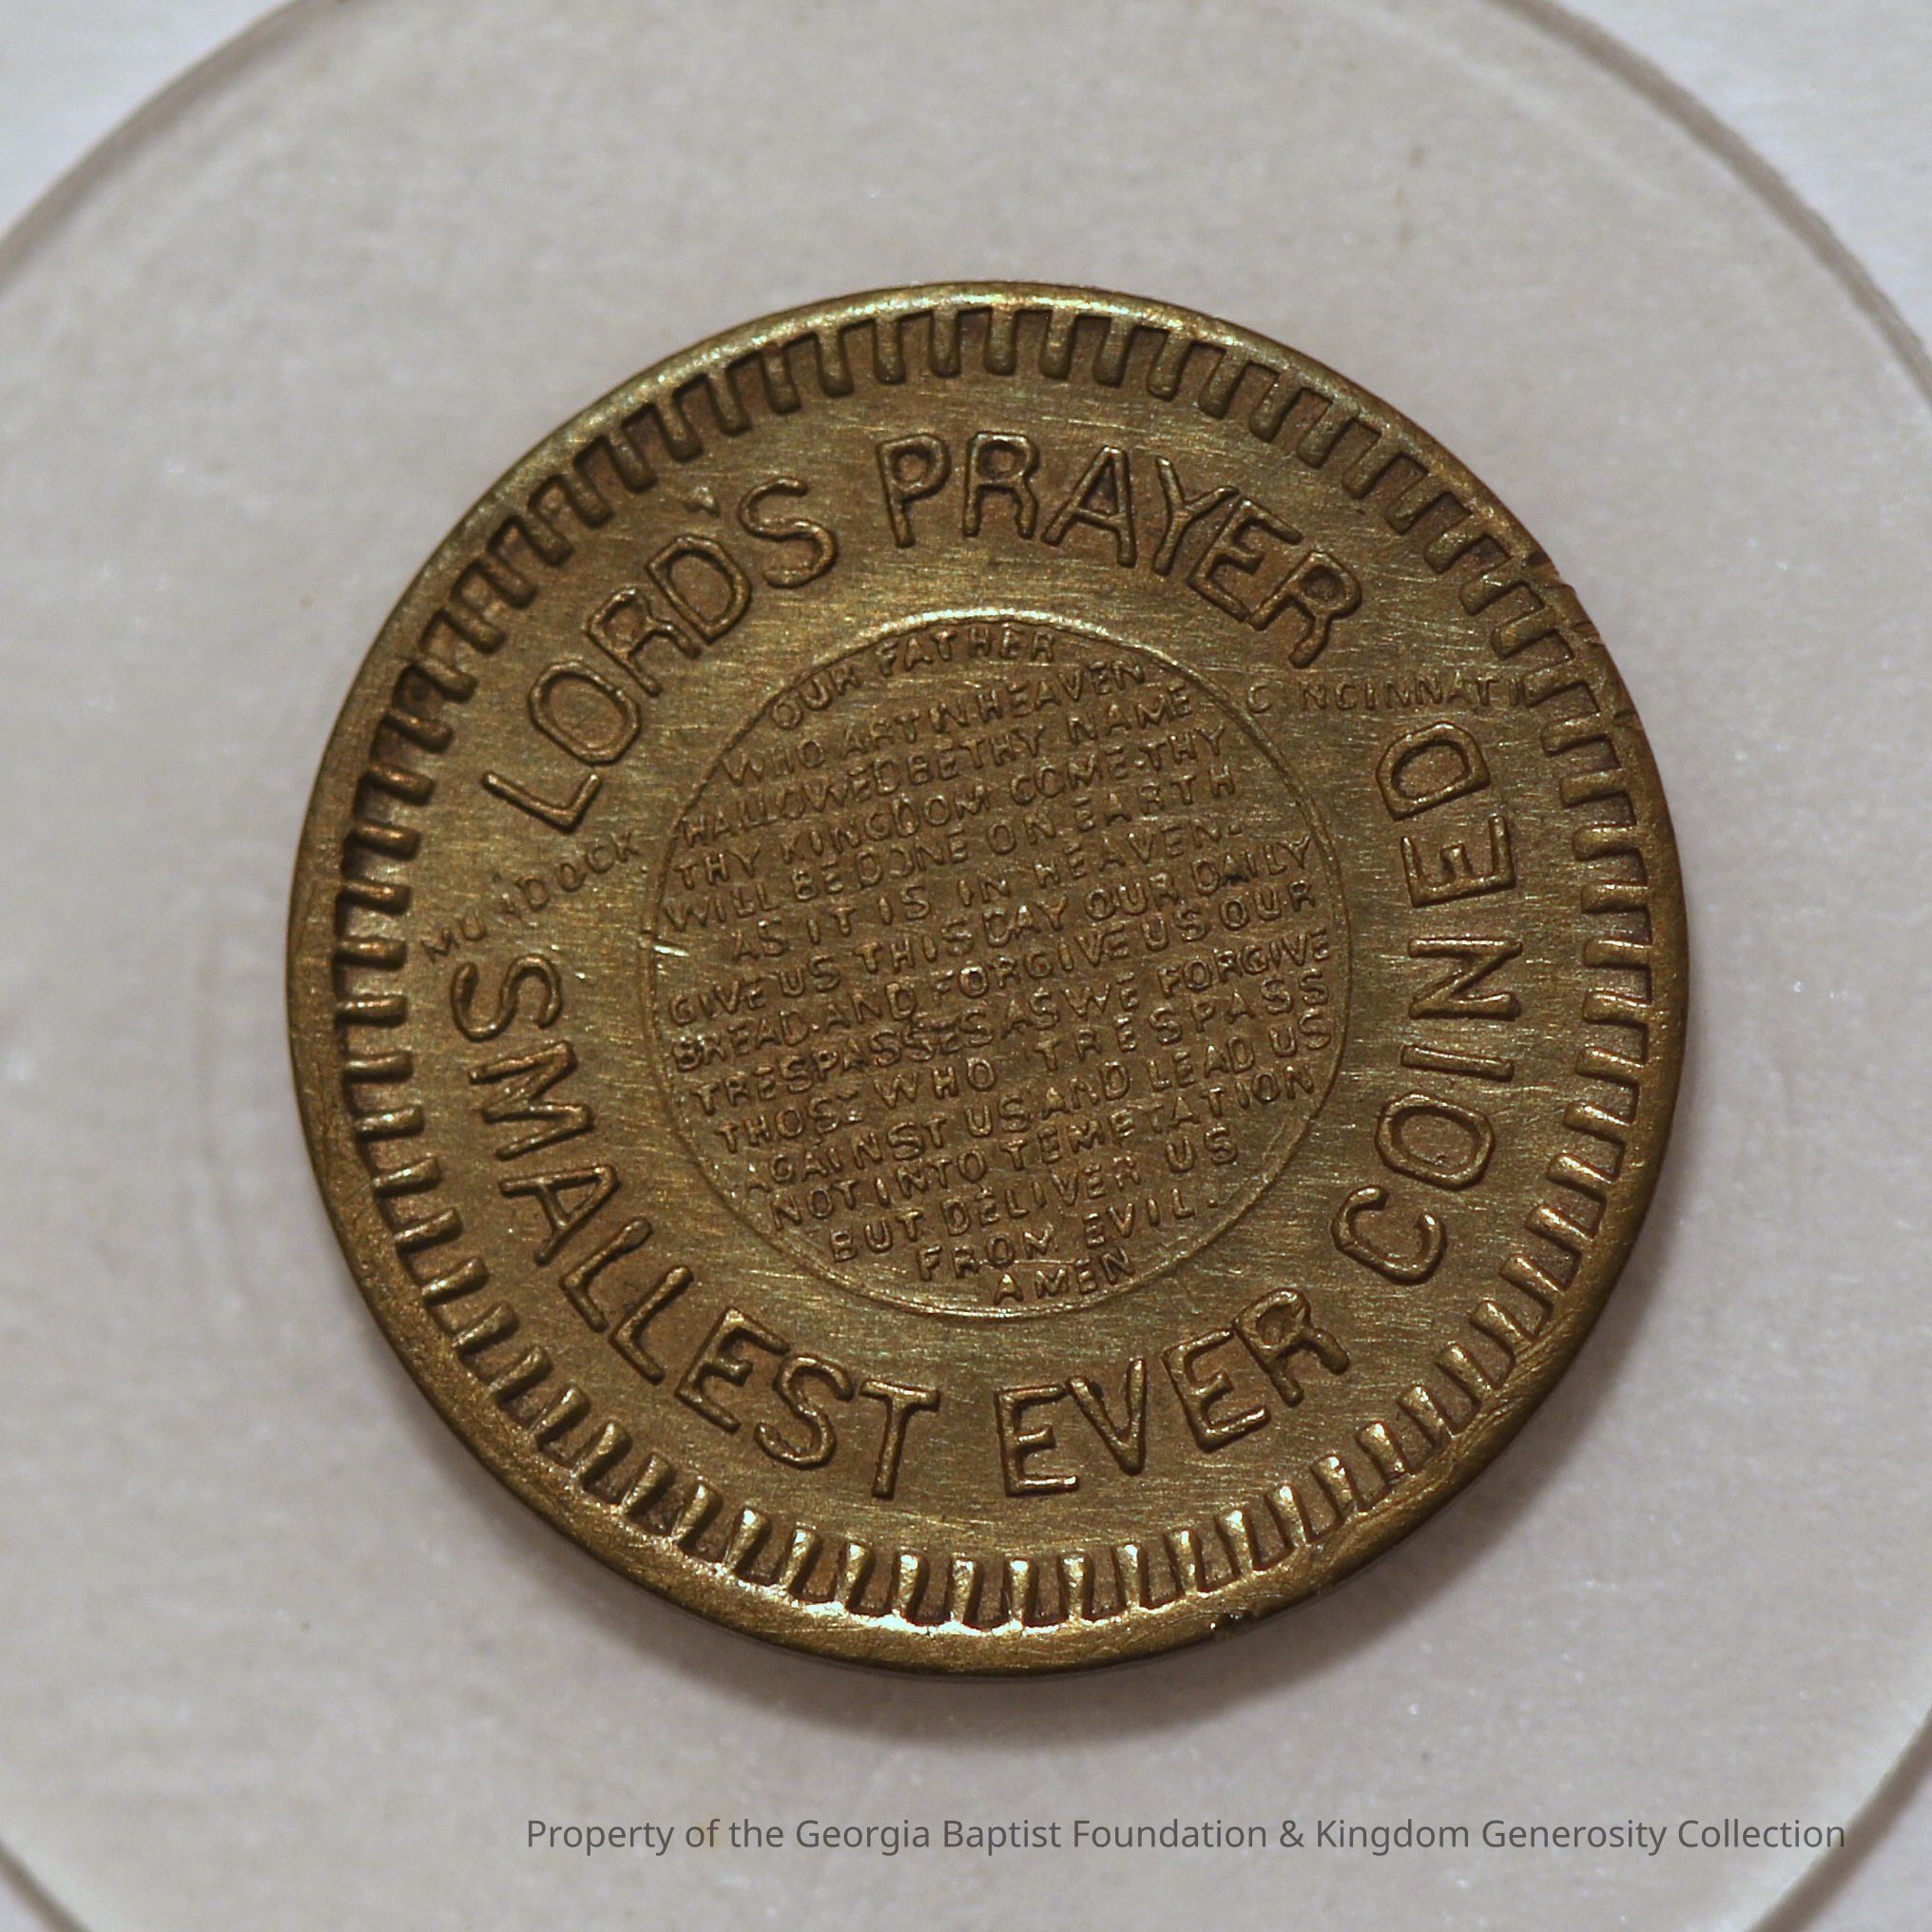 LORD'S PRAYER
SMALLEST EVER COINED
MURDOCK
CINCINNATI
OUR FATHER
WHO ART IN HEAVEN
HALLOWED BE THY NAME
THY KINGDOM COME·THY
WILL BE DONE ON EARTH
AS IT IS IN HEAVEN-
GIVE US THIS DAY OUR DAILY
BREAD·AND FORGIVE US OUR
TRESPASSES AS WE FORGIVE
THOSE WHO TRESPASS
AGAINST US AND LEAD US
NOT INTO TEMPTATION
BUT DELIVER US
FROM EVIL.
AMEN
Property of the Georgia Baptist Foundation & Kingdom Generosity Collection